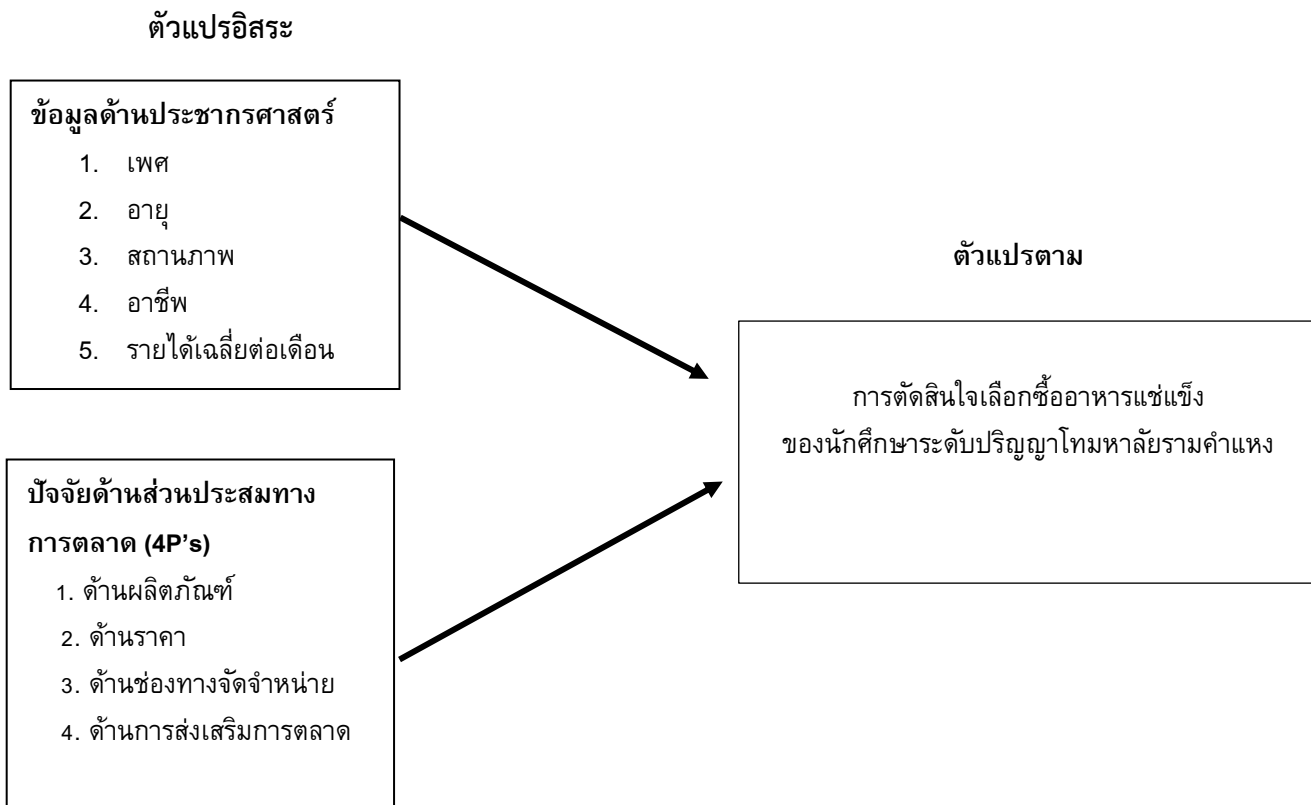 ตัวแปรอิสระ
ข้อมูลด้านประชากรศาสตร์
1. เพศ
2. อายุ
3. สถานภาพ
4. อาชีพ
5. รายได้เฉลี่ยต่อเดือน
ตัวแปรตาม
การตัดสินใจเลือกซื้ออาหารแช่แข็ง
ของนักศึกษาระดับปริญญาโทมหาลัยรามคำแหง
ปัจจัยด้านส่วนประสมทาง
การตลาด (4P’s)
1. ด้านผลิตภัณฑ์
2. ด้านราคา
3. ด้านช่องทางจัดจำหน่าย
4. ด้านการส่งเสริมการตลาด